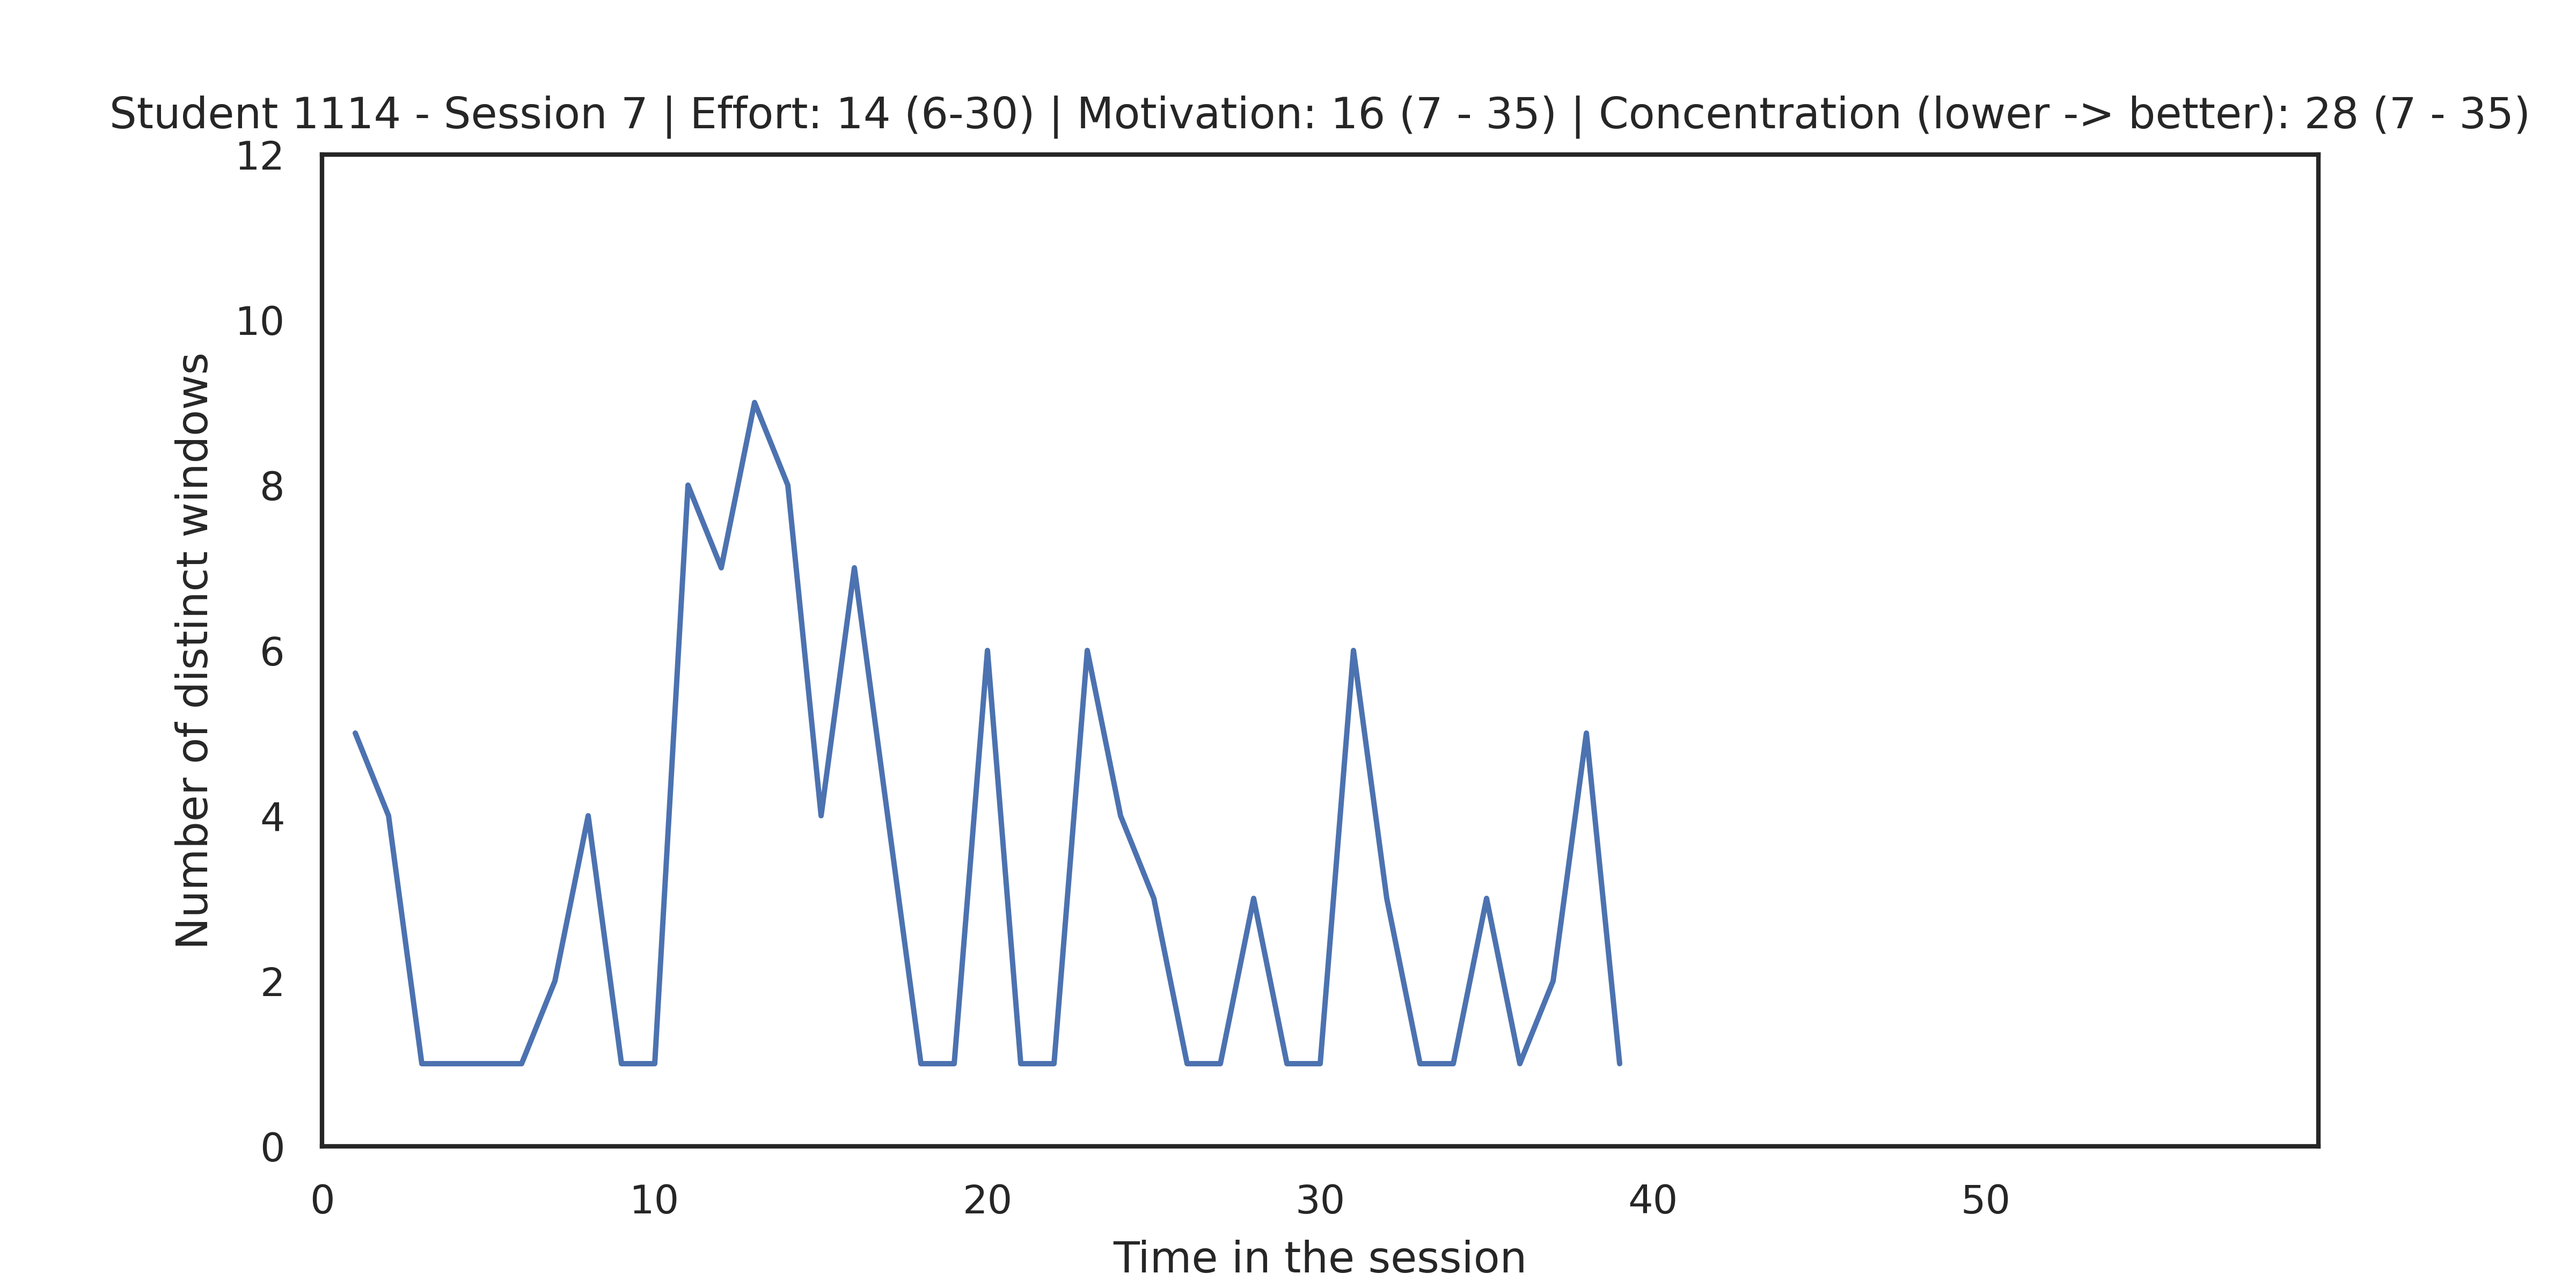 Student 1114 - Session 7 | Effort: 14 (6-30) | Motivation: 16 (7 - 35) | Concentration (lower -> better): 28 (7 - 35)
12
10
8
6
4
2
0
Number of distinct windows
0 10 20 30 40 50
Time in the session